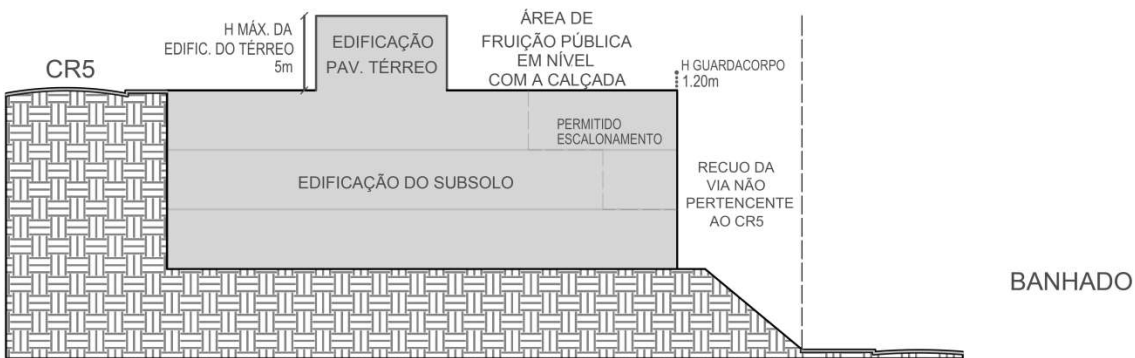 CR5
H MÁX. DA
EDIFIC. DO TÉRREO
5m
EDIFICAÇÃO
PAV. TÉRREO
ÁREA DE
FRUIÇÃO PÚBLICA
EM NÍVEL
COM A CALÇADA
H GUARDACORPO
1.20m
PERMITIDO
ESCALONAMENTO
EDIFICAÇÃO DO SUBSOLO
RECUO DA
VIA NÃO
PERTENCENTE
AO CR5
BANHADO